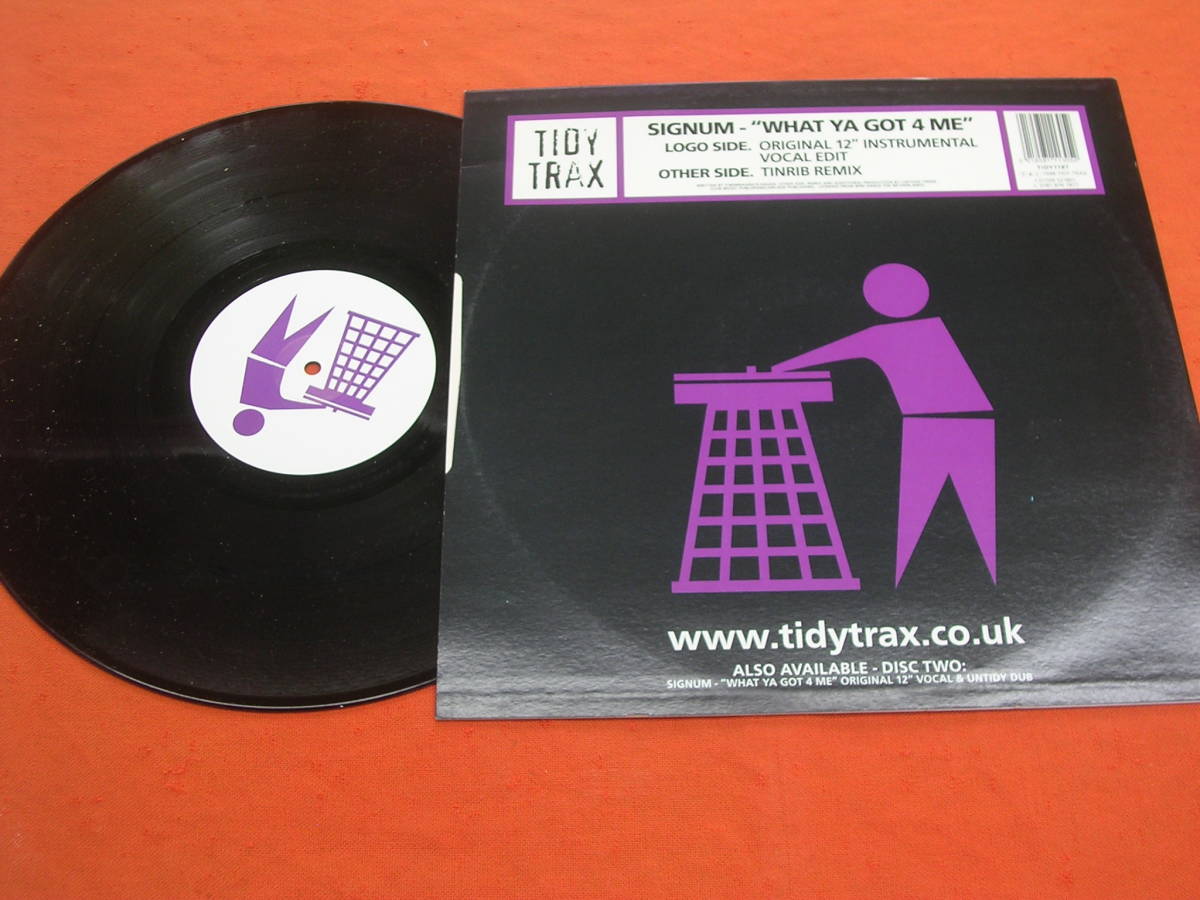 TIDY
TRAX
SIGNUM - "WHAT YA GOT 4 ME"
LOGO SIDE. ORIGINAL 12" INSTRUMENTAL
VOCAL EDIT
OTHER SIDE. TINRIB REMIX
www.tidytrax.co.uk
ALSO AVAILABLE - DISC TWO:
SIGNUM - "WHAT YA GOT 4 ME" ORIGINAL 12" VOCAL & UNTIDY DUB